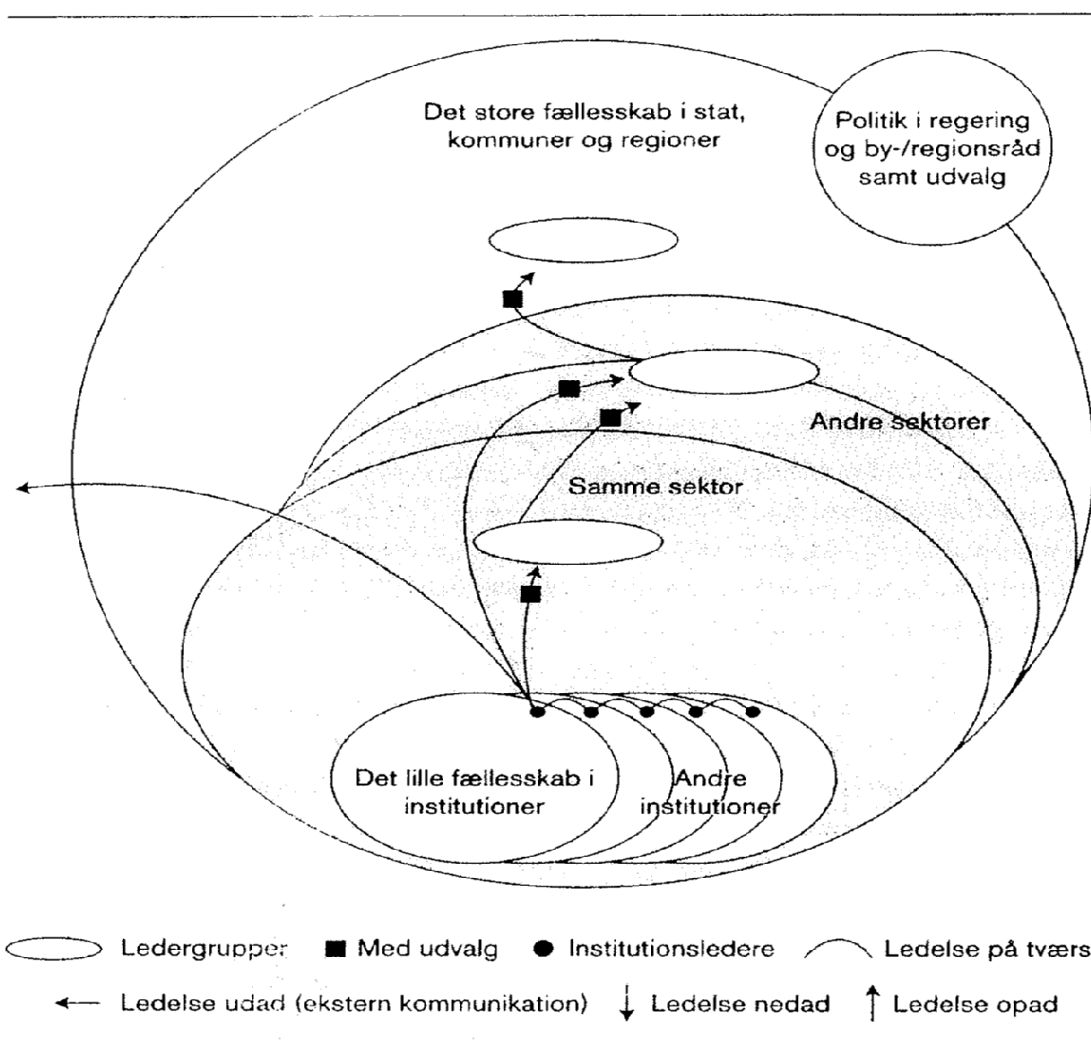 Det store fællesskab i stat,
kommuner og regioner
Politik i regering
og by-/regionsråd
samt udvalg
Andre sektorer
Samme sektor
Det lille fællesskab i
institutioner
Andre
institutioner
Ledergrupper
Med udvalg
Institutionsledere
Ledelse på tværs
Ledelse udad (ekstern kommunikation)
Ledelse nedad
Ledelse opad